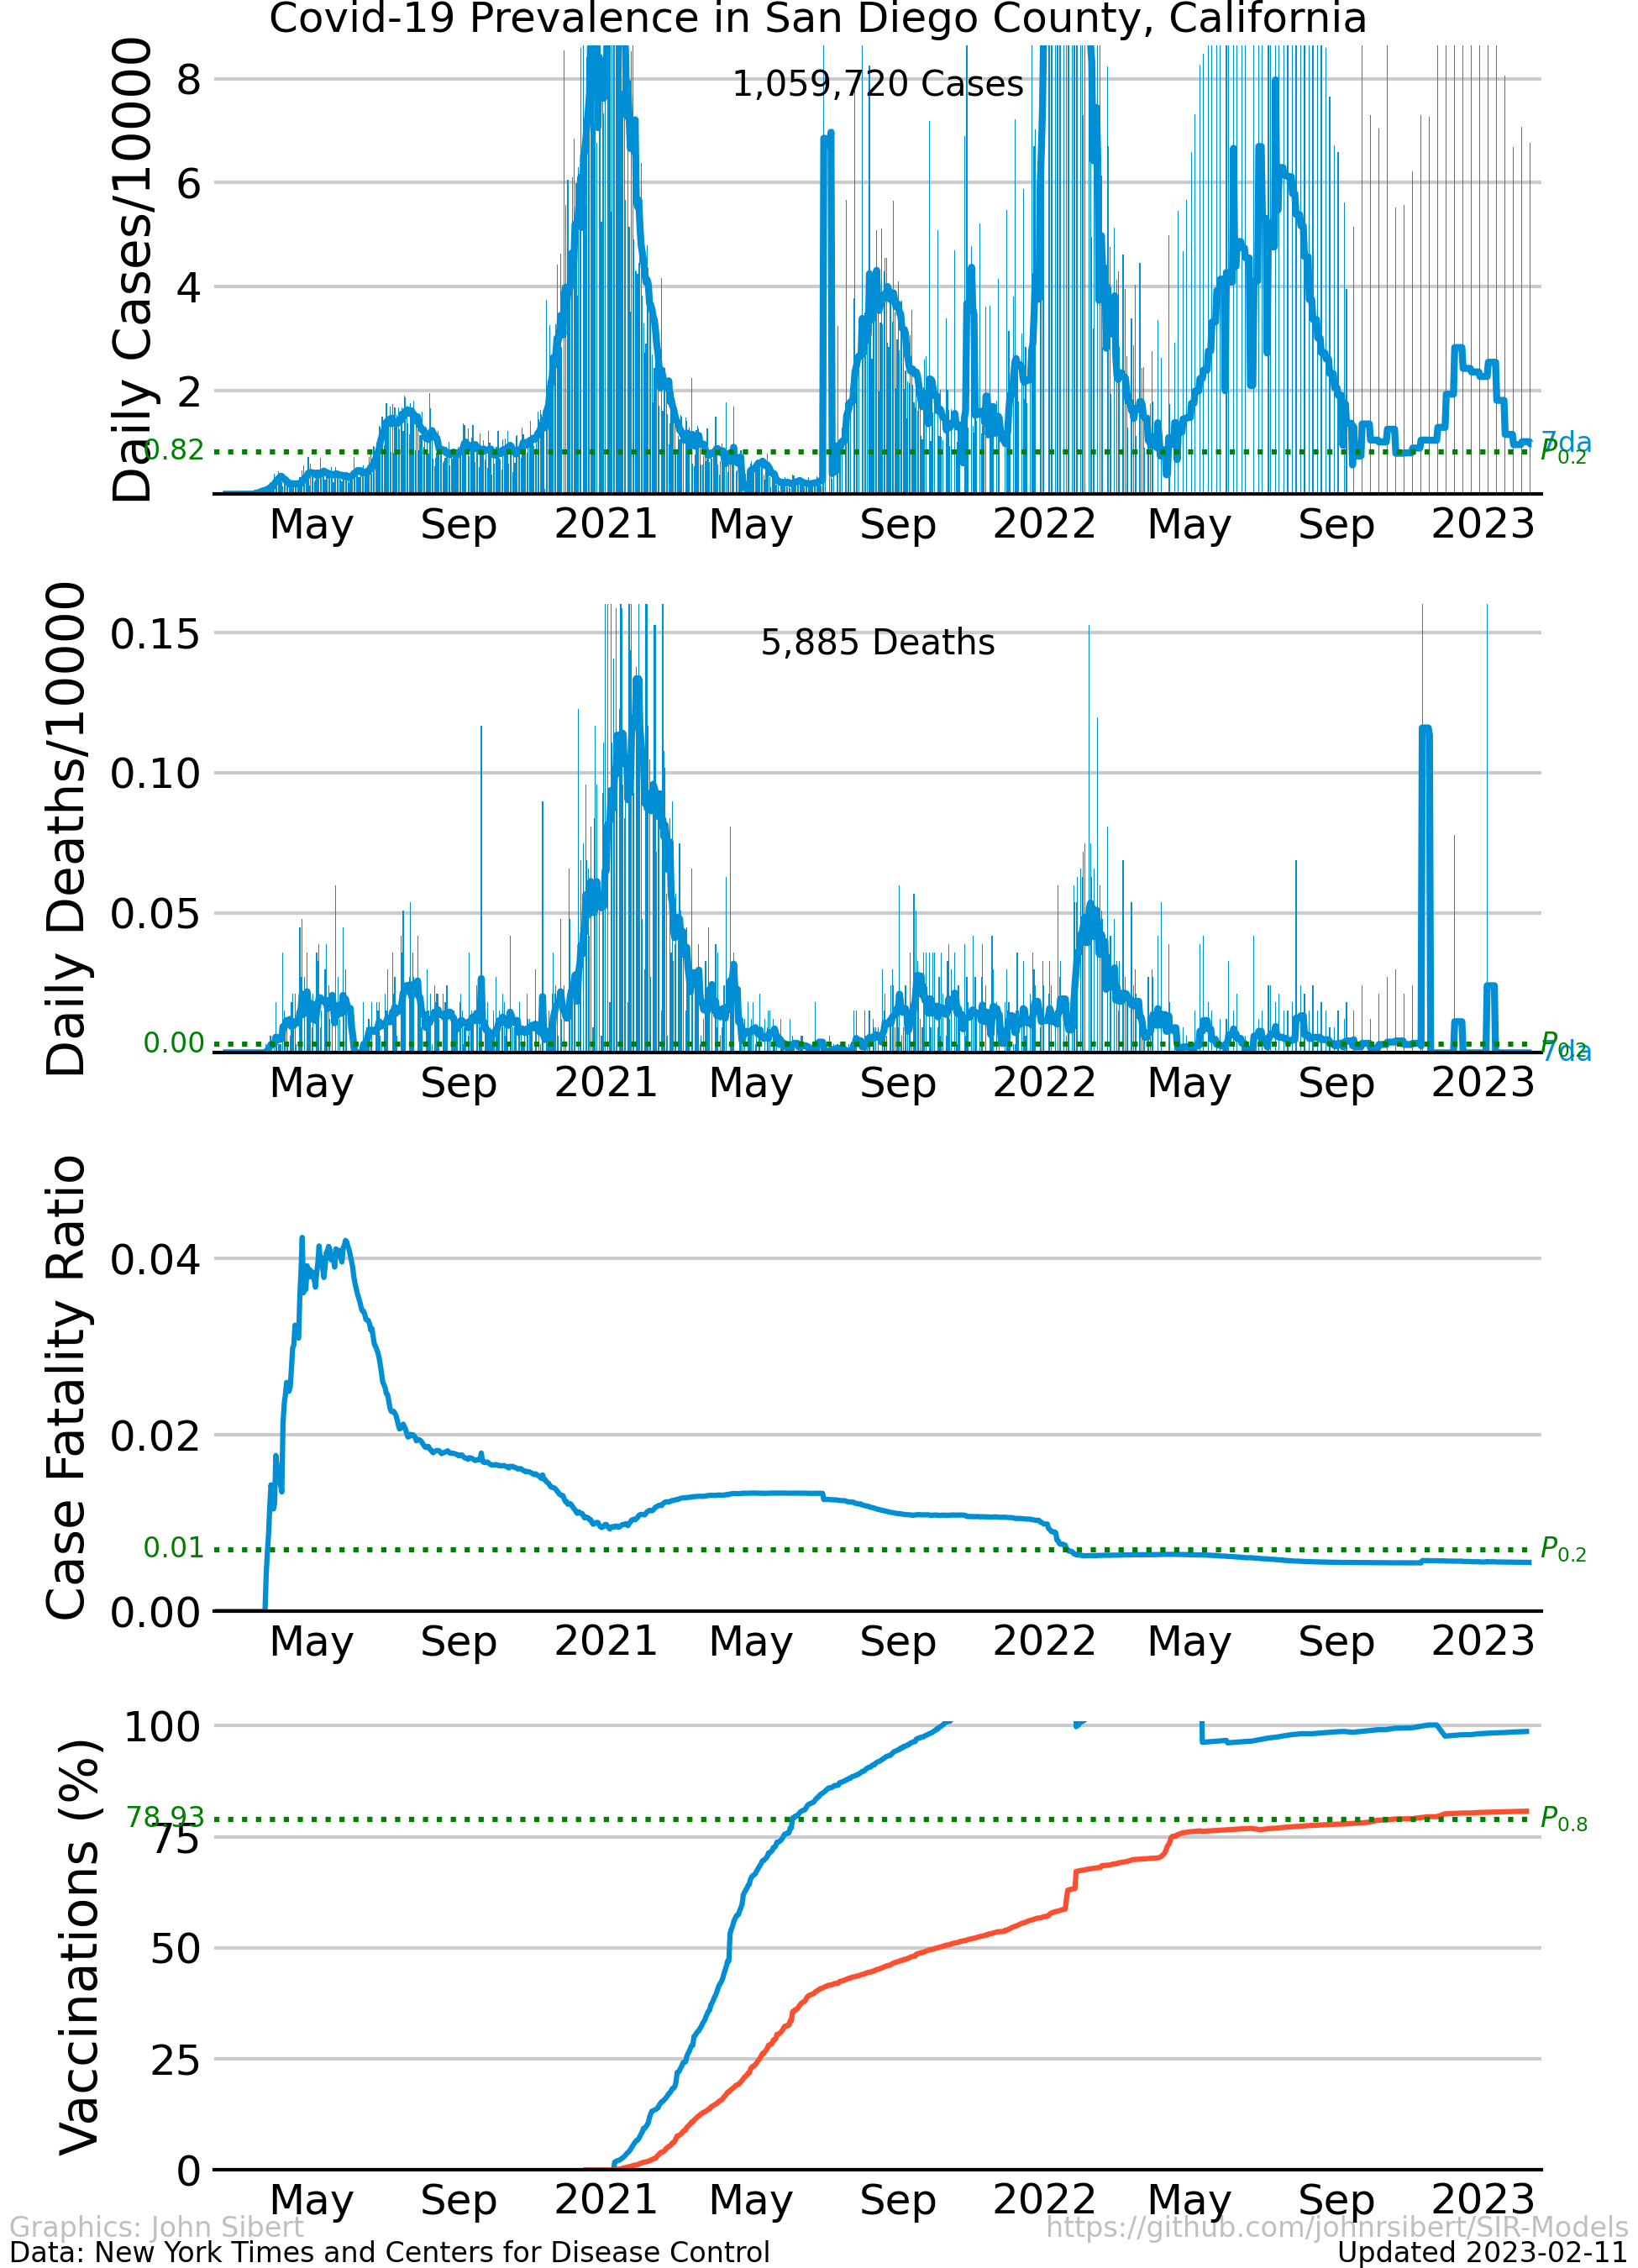 Covid-19 Prevalence in San Diego County, California
Daily Cases/10000
8
6
4
2
0.82
1,059,720 Cases
7da
P0.2
May Sep 2021 May Sep 2022 May Sep 2023
Daily Deaths/10000
0.15
0.10
0.05
0.00
5,885 Deaths
P0.2
7da
May Sep 2021 May Sep 2022 May Sep 2023
Case Fatality Ratio
0.04
0.02
0.01
0.00
P0.2
May Sep 2021 May Sep 2022 May Sep 2023
Vaccinations (%)
100
78.93
75
50
25
0
P0.8
May Sep 2021 May Sep 2022 May Sep 2023
Graphics: John Sibert https://github.com/johnrsibert/SIR-Models
Data: New York Times and Centers for Disease Control Updated 2023-02-11